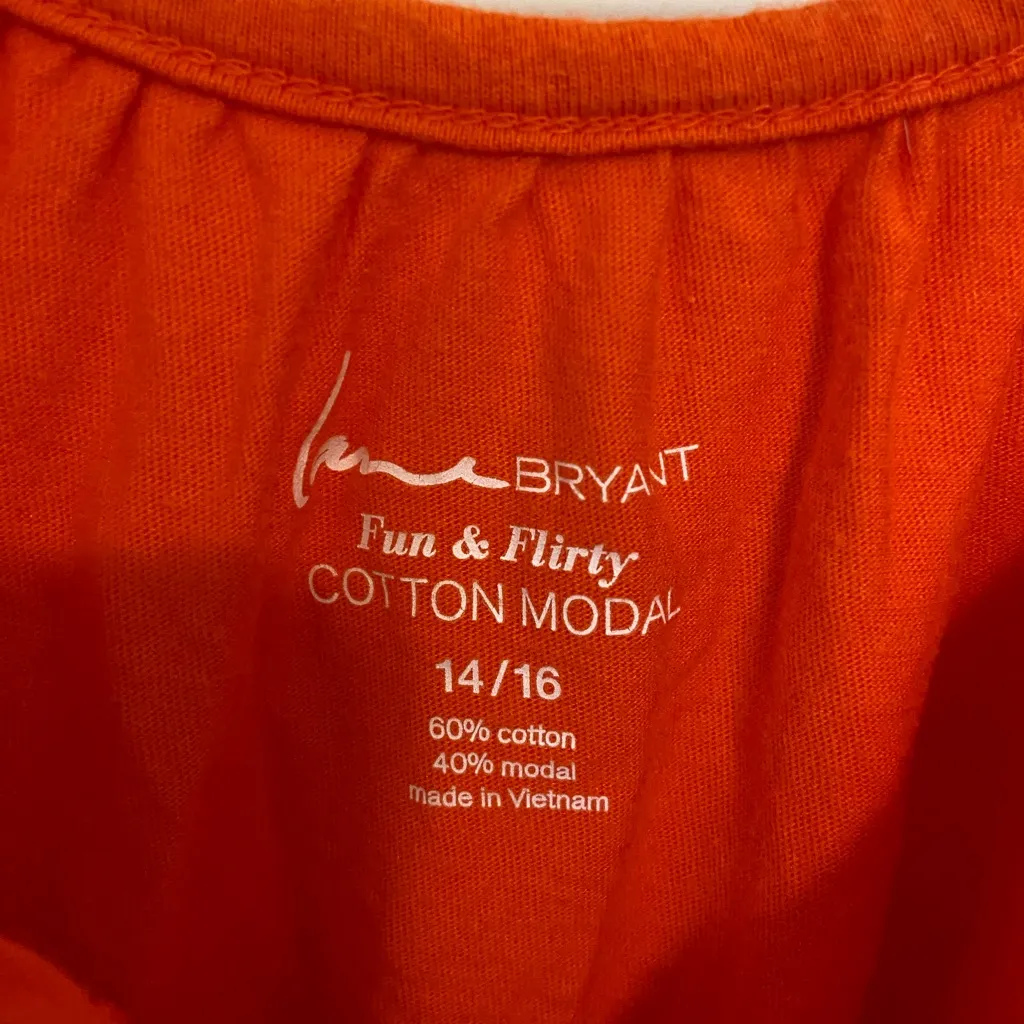 Lane BRYANT
Fun & Flirty
COTTON MODAL
14/16
60% cotton
40% modal
made in Vietnam